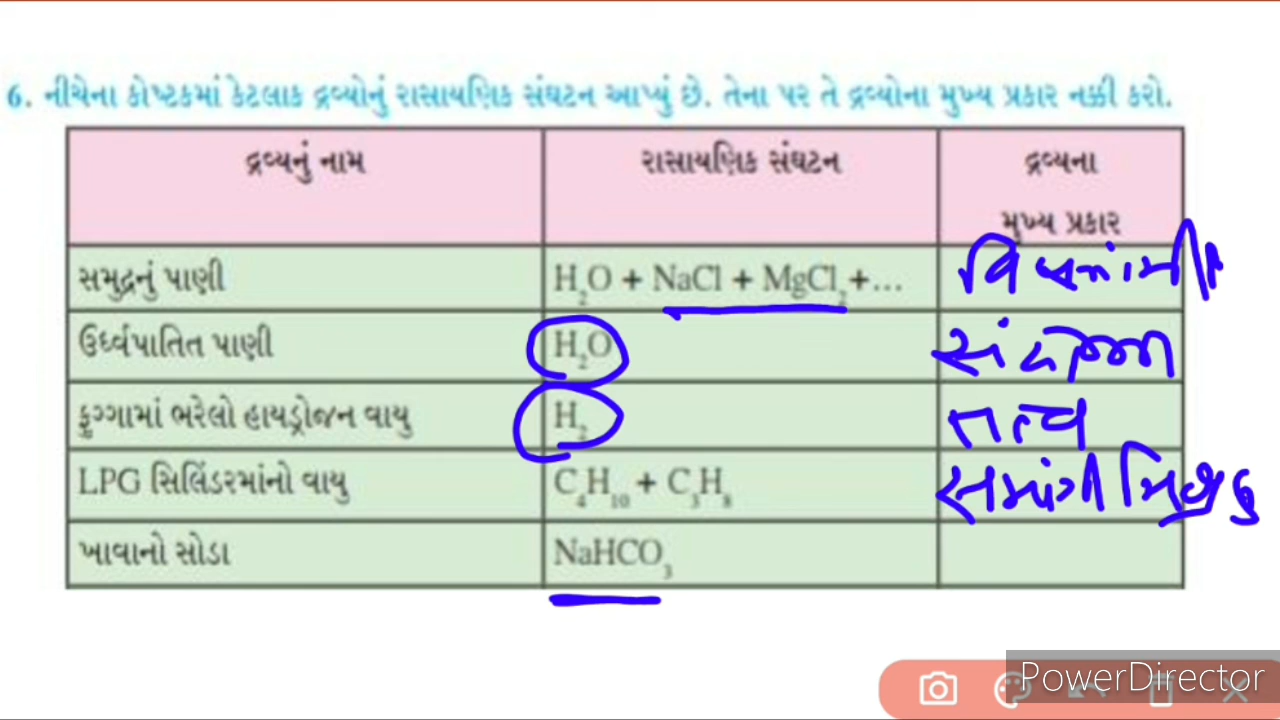 6. નીચેના કોષ્ટકમાં કેટલાક દ્રવ્યોનું રાસાયણિક સંઘટન આપ્યું છે. તેના પર તે દ્રવ્યોના મુખ્ય પ્રકાર નક્કી કરો.
દ્રવ્યનું નામ રાસાયણિક સંઘટન દ્રવ્યના મુખ્ય પ્રકાર
સમુદ્રનું પાણી H₂O + NaCl + MgCl₂ +...
ઉર્ધ્વપાતિત પાણી H₂O સંયોજન
ફુગ્ગામાં ભરેલો હાયડ્રોજન વાયુ H₂ તત્વ
LPG સિલિંડરમાંનો વાયુ C₄H₁₀ + C₃H₈ સમાંગી મિશ્રણ
ખાવાનો સોડા NaHCO₃
PowerDirector